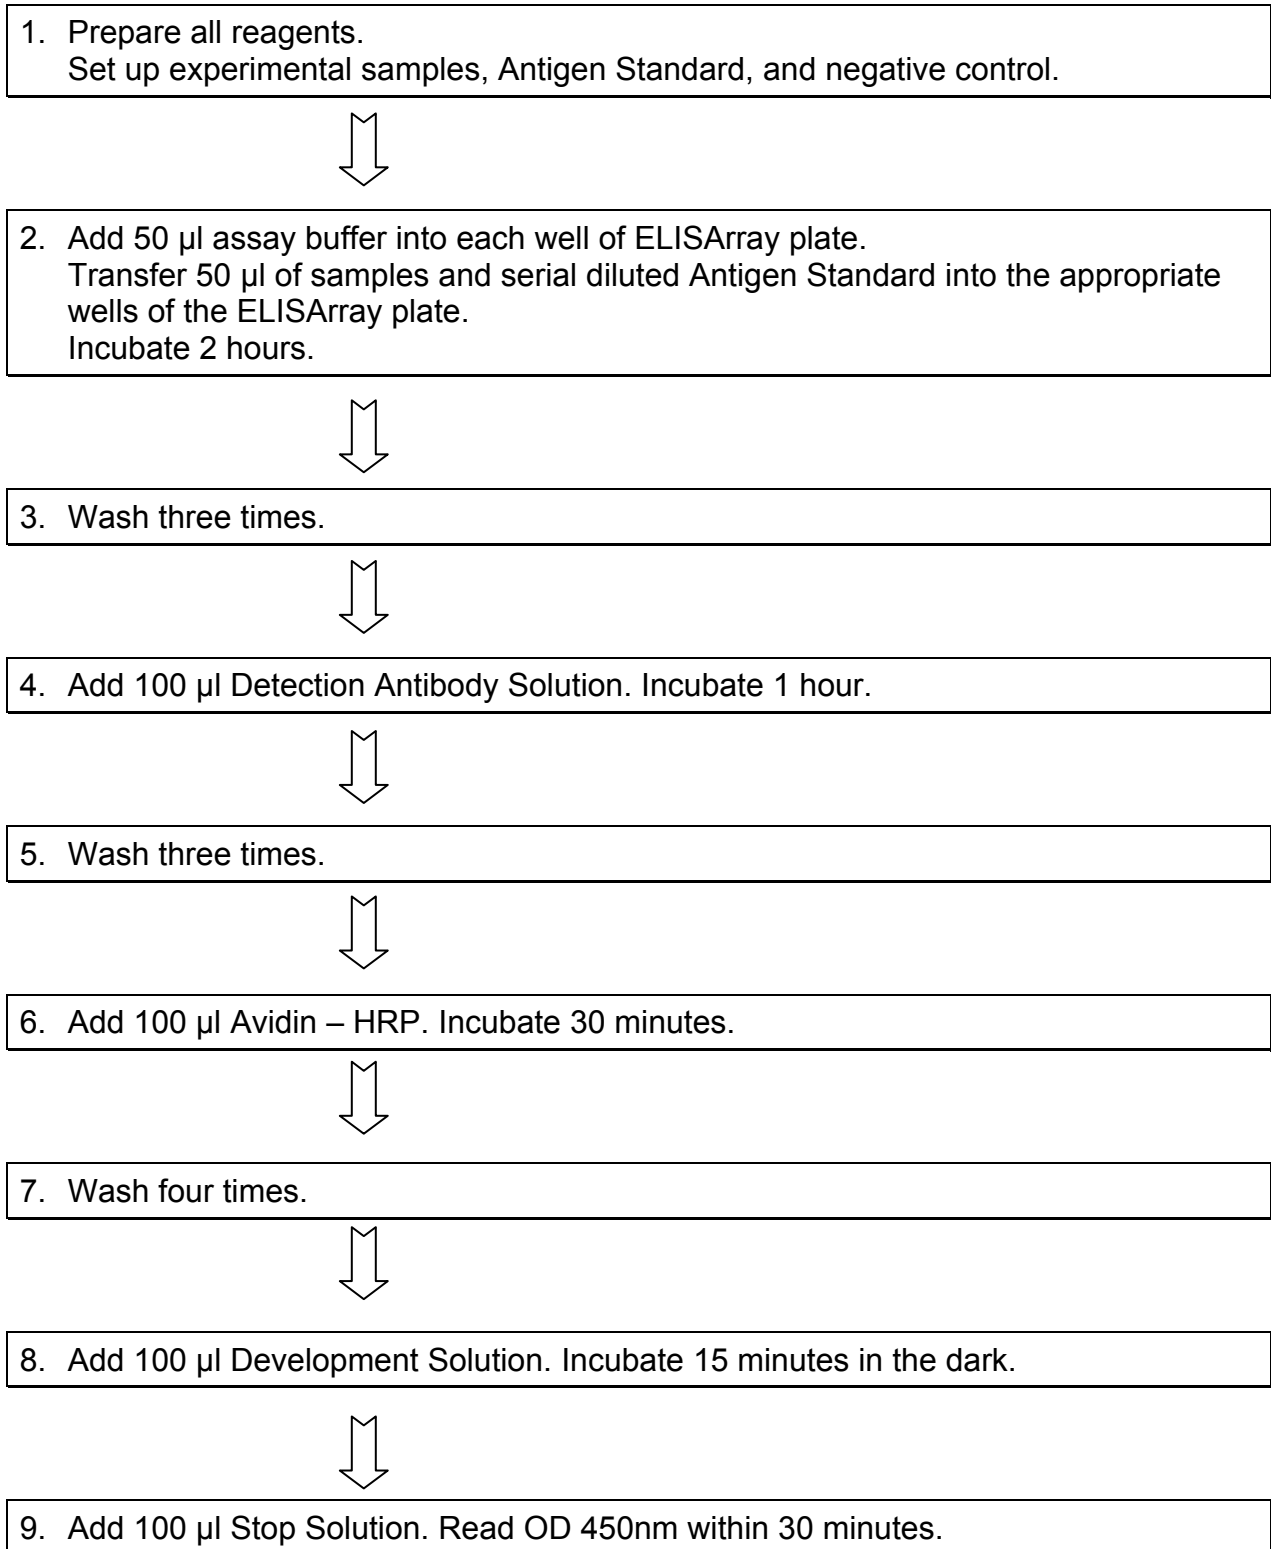 1. Prepare all reagents.
Set up experimental samples, Antigen Standard, and negative control.
2. Add 50 µl assay buffer into each well of ELISArray plate.
Transfer 50 µl of samples and serial diluted Antigen Standard into the appropriate
wells of the ELISArray plate.
Incubate 2 hours.
3. Wash three times.
4. Add 100 µl Detection Antibody Solution. Incubate 1 hour.
5. Wash three times.
6. Add 100 µl Avidin – HRP. Incubate 30 minutes.
7. Wash four times.
8. Add 100 µl Development Solution. Incubate 15 minutes in the dark.
9. Add 100 µl Stop Solution. Read OD 450nm within 30 minutes.